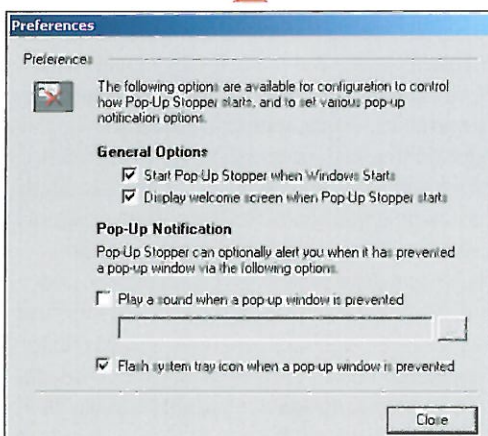 Preferences
Preferences
The following options are available for configuration to control
how Pop-Up Stopper starts, and to set various pop-up
notification options.
General Options
Start Pop-Up Stopper when Windows Starts
Display welcome screen when Pop-Up Stopper starts
Pop-Up Notification
Pop-Up Stopper can optionally alert you when it has prevented
a pop-up window via the following options.
Play a sound when a pop-up window is prevented
...
Flash system tray icon when a pop-up window is prevented
Close